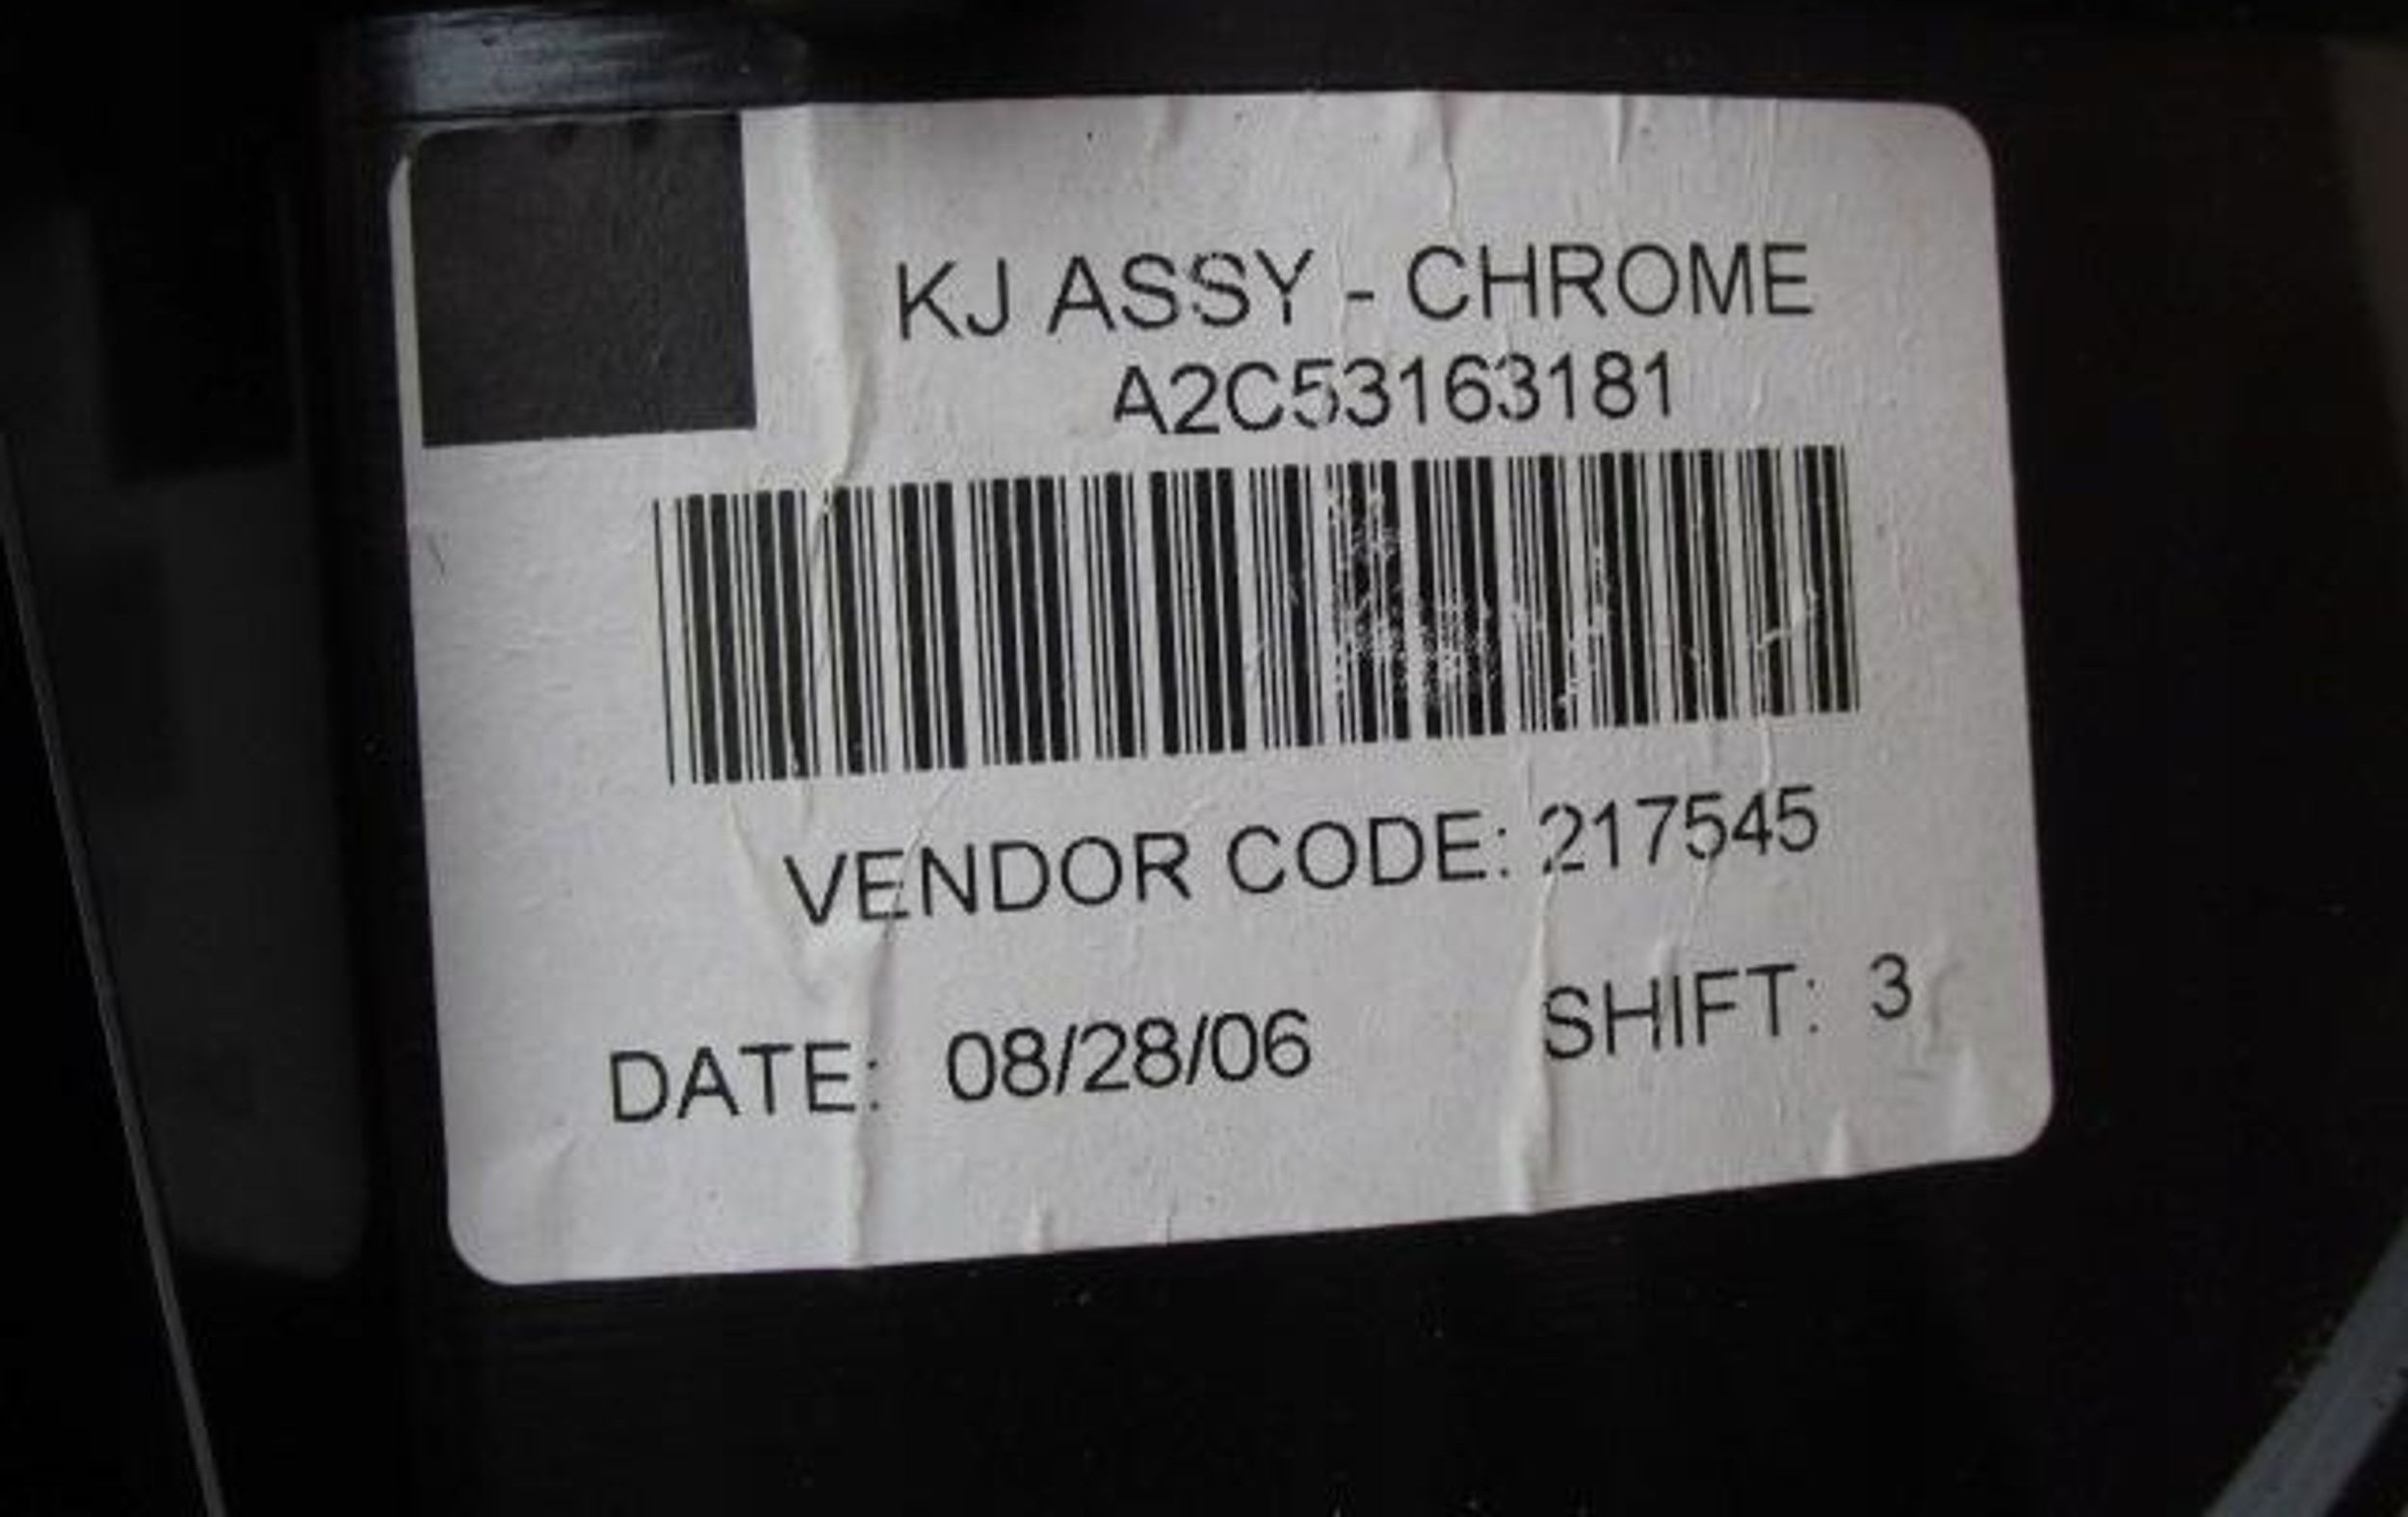 KJ ASSY - CHROME
A2C53163181
VENDOR CODE: 217545
DATE: 08/28/06 SHIFT: 3